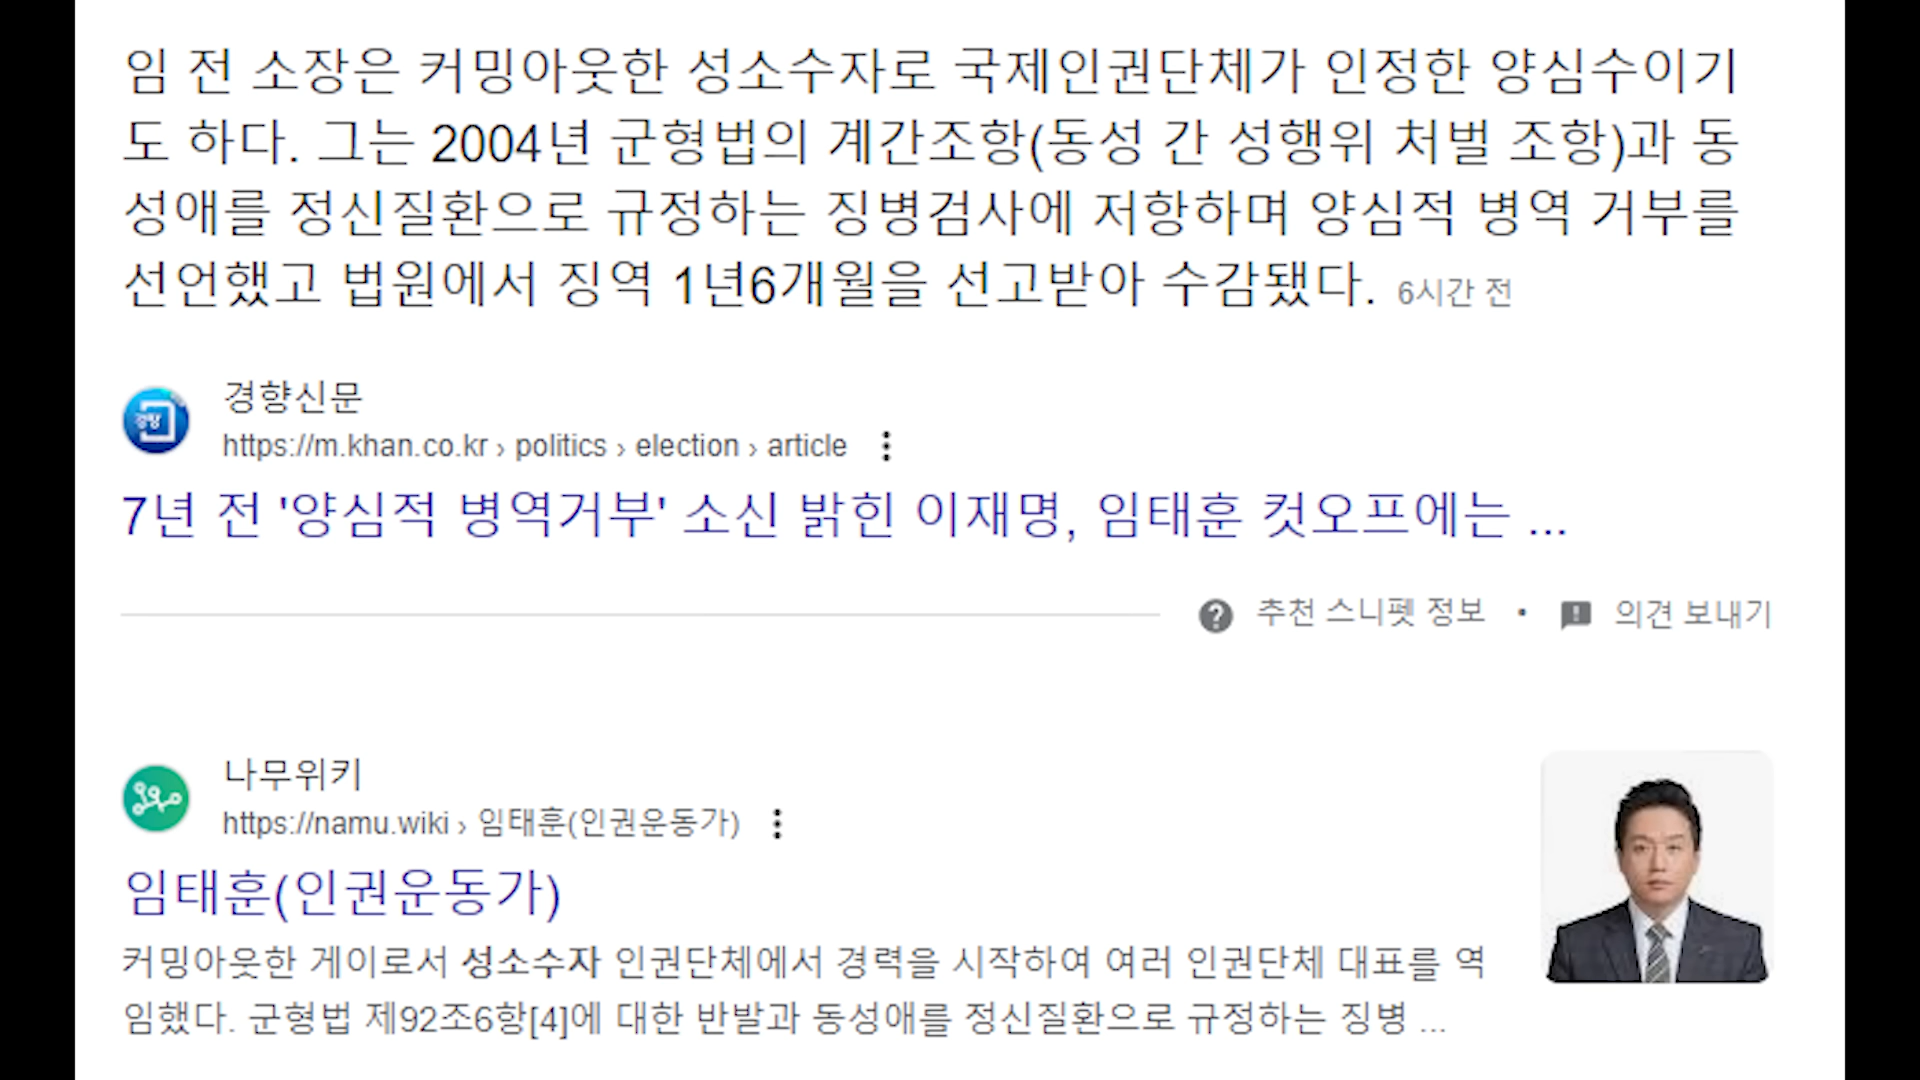 임 전 소장은 커밍아웃한 성소수자로 국제인권단체가 인정한 양심수이기
도 하다. 그는 2004년 군형법의 계간조항(동성 간 성행위 처벌 조항)과 동
성애를 정신질환으로 규정하는 징병검사에 저항하며 양심적 병역 거부를
선언했고 법원에서 징역 1년6개월을 선고받아 수감됐다. 6시간 전
경향
경향신문
https://m.khan.co.kr › politics › election › article
7년 전 '양심적 병역거부' 소신 밝힌 이재명, 임태훈 컷오프에는 ...
추천 스니펫 정보 • 의견 보내기
나무위키
https://namu.wiki › 임태훈(인권운동가)
임태훈(인권운동가)
커밍아웃한 게이로서 성소수자 인권단체에서 경력을 시작하여 여러 인권단체 대표를 역
임했다. 군형법 제92조6항[4]에 대한 반발과 동성애를 정신질환으로 규정하는 징병 ...